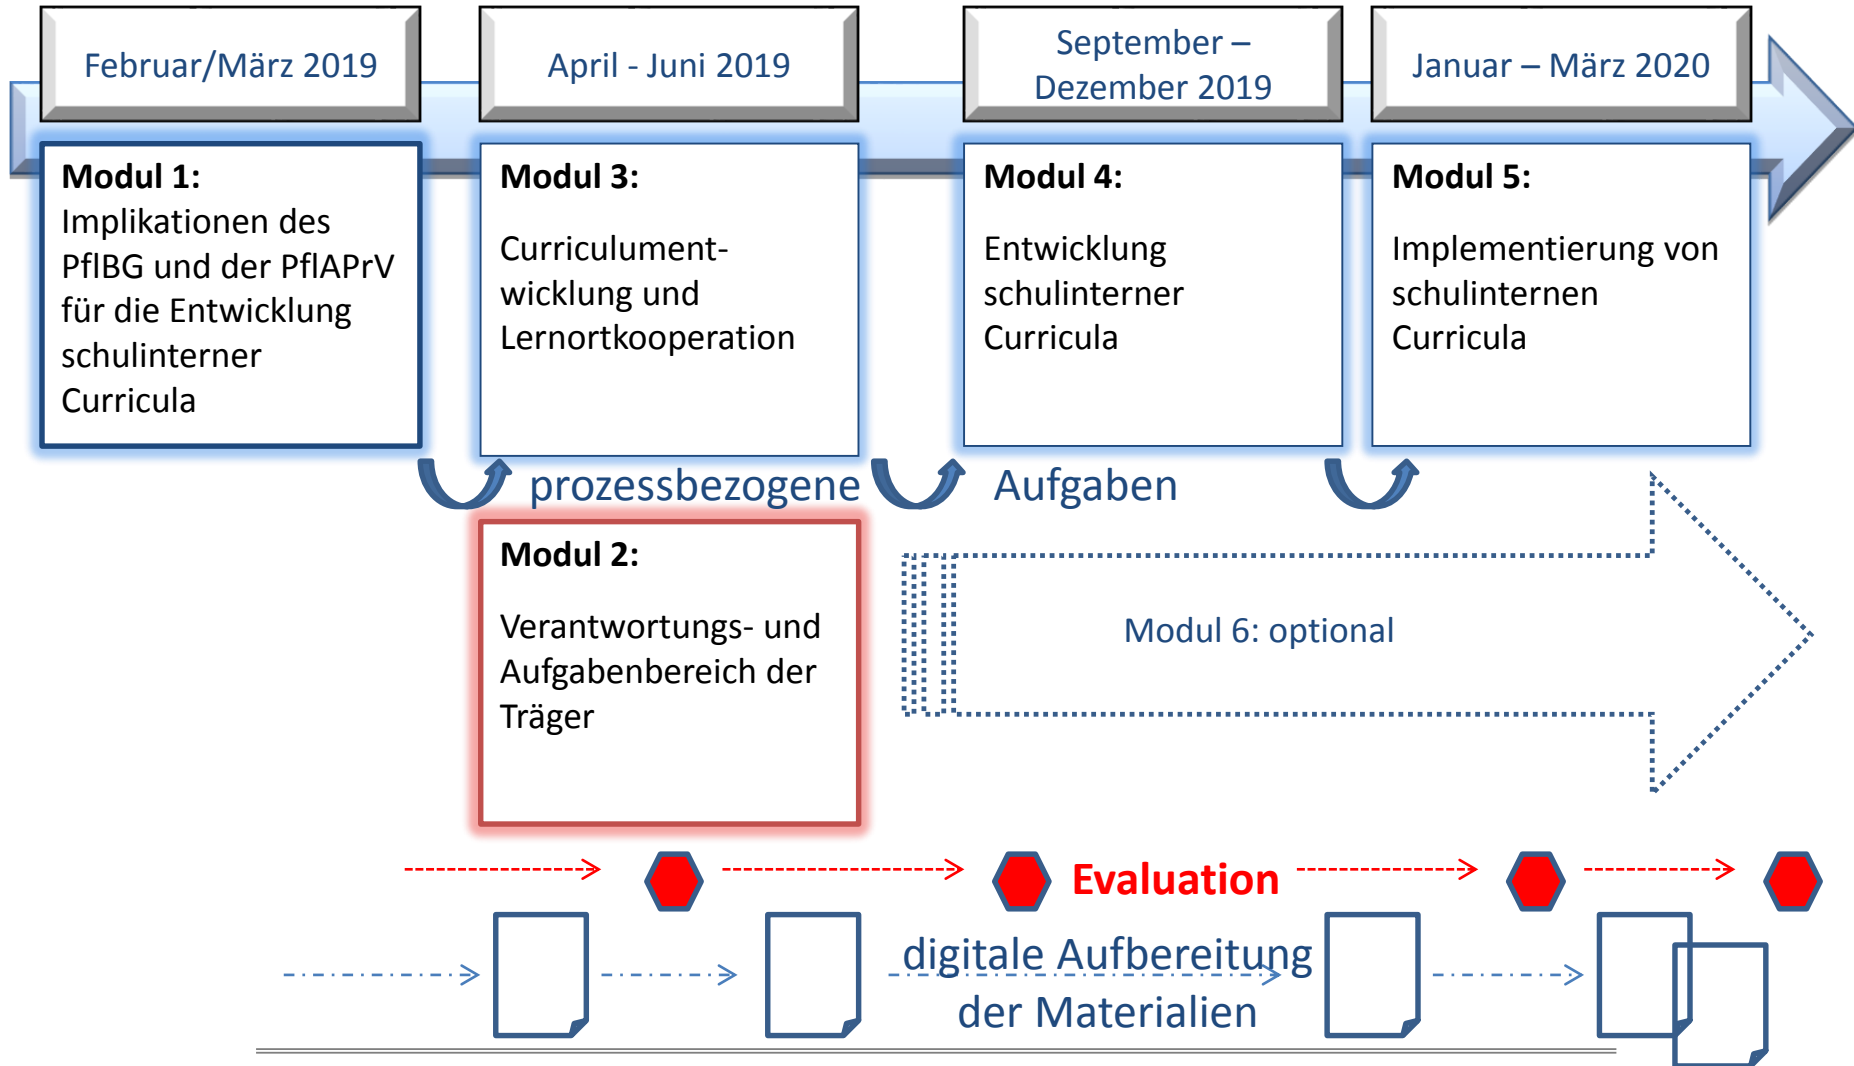 Februar/März 2019
April - Juni 2019
September –
Dezember 2019
Januar – März 2020
Modul 1:
Implikationen des
PflBG und der PflAPrV
für die Entwicklung
schulinterner
Curricula
Modul 3:
Curriculument-
wicklung und
Lernortkooperation
Modul 4:
Entwicklung
schulinterner
Curricula
Modul 5:
Implementierung von
schulinternen
Curricula
prozessbezogene Aufgaben
Modul 2:
Verantwortungs- und
Aufgabenbereich der
Träger
Modul 6: optional
Evaluation
digitale Aufbereitung
der Materialien